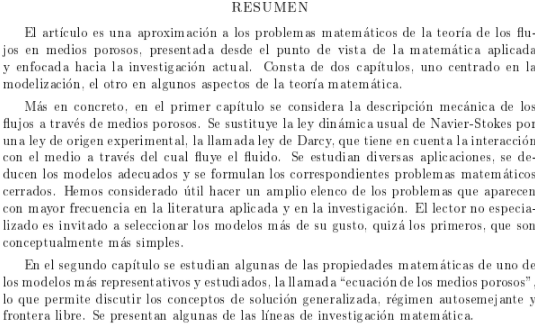 RESUMEN
El artículo es una aproximación a los problemas matemáticos de la teoría de los flu-
jos en medios porosos, presentada desde el punto de vista de la matemática aplicada
y enfocada hacia la investigación actual. Consta de dos capítulos, uno centrado en la
modelización, el otro en algunos aspectos de la teoría matemática.
Más en concreto, en el primer capítulo se considera la descripción mecánica de los
flujos a través de medios porosos. Se sustituye la ley dinámica usual de Navier-Stokes por
una ley de origen experimental, la llamada ley de Darcy, que tiene en cuenta la interacción
con el medio a través del cual fluye el fluido. Se estudian diversas aplicaciones, se de-
ducen los modelos adecuados y se formulan los correspondientes problemas matemáticos
cerrados. Hemos considerado útil hacer un amplio elenco de los problemas que aparecen
con mayor frecuencia en la literatura aplicada y en la investigación. El lector no especia-
lizado es invitado a seleccionar los modelos más de su gusto, quizá los primeros, que son
conceptualmente más simples.
En el segundo capítulo se estudian algunas de las propiedades matemáticas de uno de
los modelos más representativos y estudiados, la llamada “ecuación de los medios porosos”,
lo que permite discutir los conceptos de solución generalizada, régimen autosemejante y
frontera libre. Se presentan algunas de las líneas de investigación matemática.